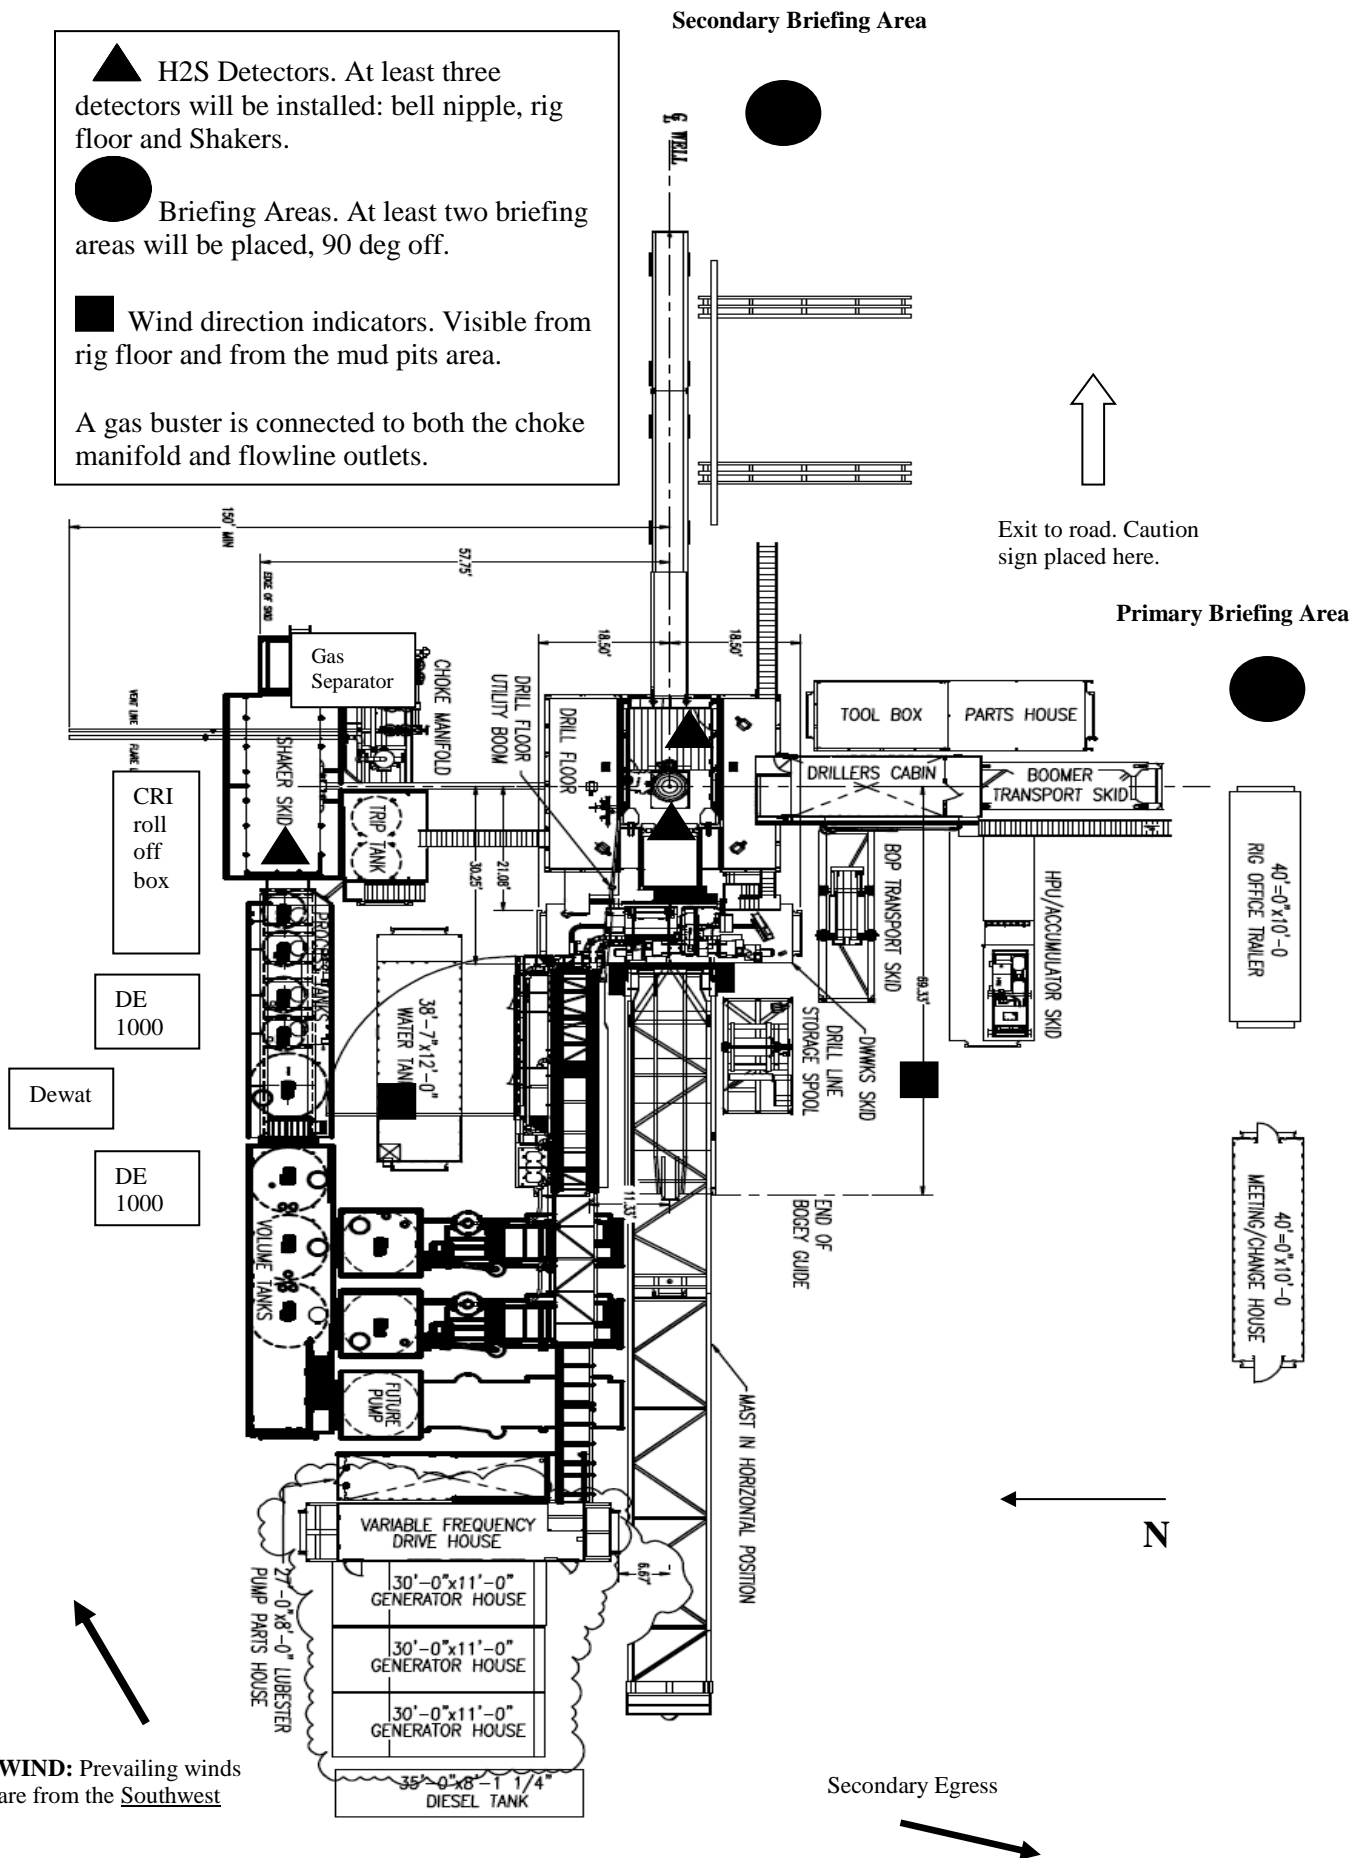 Secondary Briefing Area
H2S Detectors. At least three
detectors will be installed: bell nipple, rig
floor and Shakers.
Briefing Areas. At least two briefing
areas will be placed, 90 deg off.
Wind direction indicators. Visible from
rig floor and from the mud pits area.
A gas buster is connected to both the choke
manifold and flowline outlets.
WELL
Exit to road. Caution
sign placed here.
Primary Briefing Area
150' MIN
57.75'
EDGE OF SKID
18.50'
18.50'
Gas
Separator
CHOKE MANIFOLD
DRILL FLOOR
UTILITY BOOM
DRILL FLOOR
TOOL BOX
PARTS HOUSE
VENT LINE
SHAKER SKID
DRILLERS CABIN
BOOMER
TRANSPORT SKID
CRI
roll
off
box
TRIP TANK
30.25'
21.08'
BOP TRANSPORT SKID
HPU/ACCUMULATOR SKID
40'=0"x10'-0
RIG OFFICE TRAILER
DE
1000
38'-7"x12'-0"
WATER TANK
69.33'
DRILL LINE
STORAGE SPOOL
DWWKS SKID
Dewat
DE
1000
VOLUME TANKS
11.33'
END OF
BOGEY GUIDE
40'=0"x10'-0
MEETING/CHANGE HOUSE
FUTURE
PUMP
MAST IN HORIZONTAL POSITION
N
VARIABLE FREQUENCY
DRIVE HOUSE
6.67'
27'-0"x8'-0" LUBESTER
PUMP PARTS HOUSE
30'-0"x11'-0"
GENERATOR HOUSE
30'-0"x11'-0"
GENERATOR HOUSE
30'-0"x11'-0"
GENERATOR HOUSE
WIND: Prevailing winds
are from the Southwest
35'-0"x8'-1 1/4"
DIESEL TANK
Secondary Egress